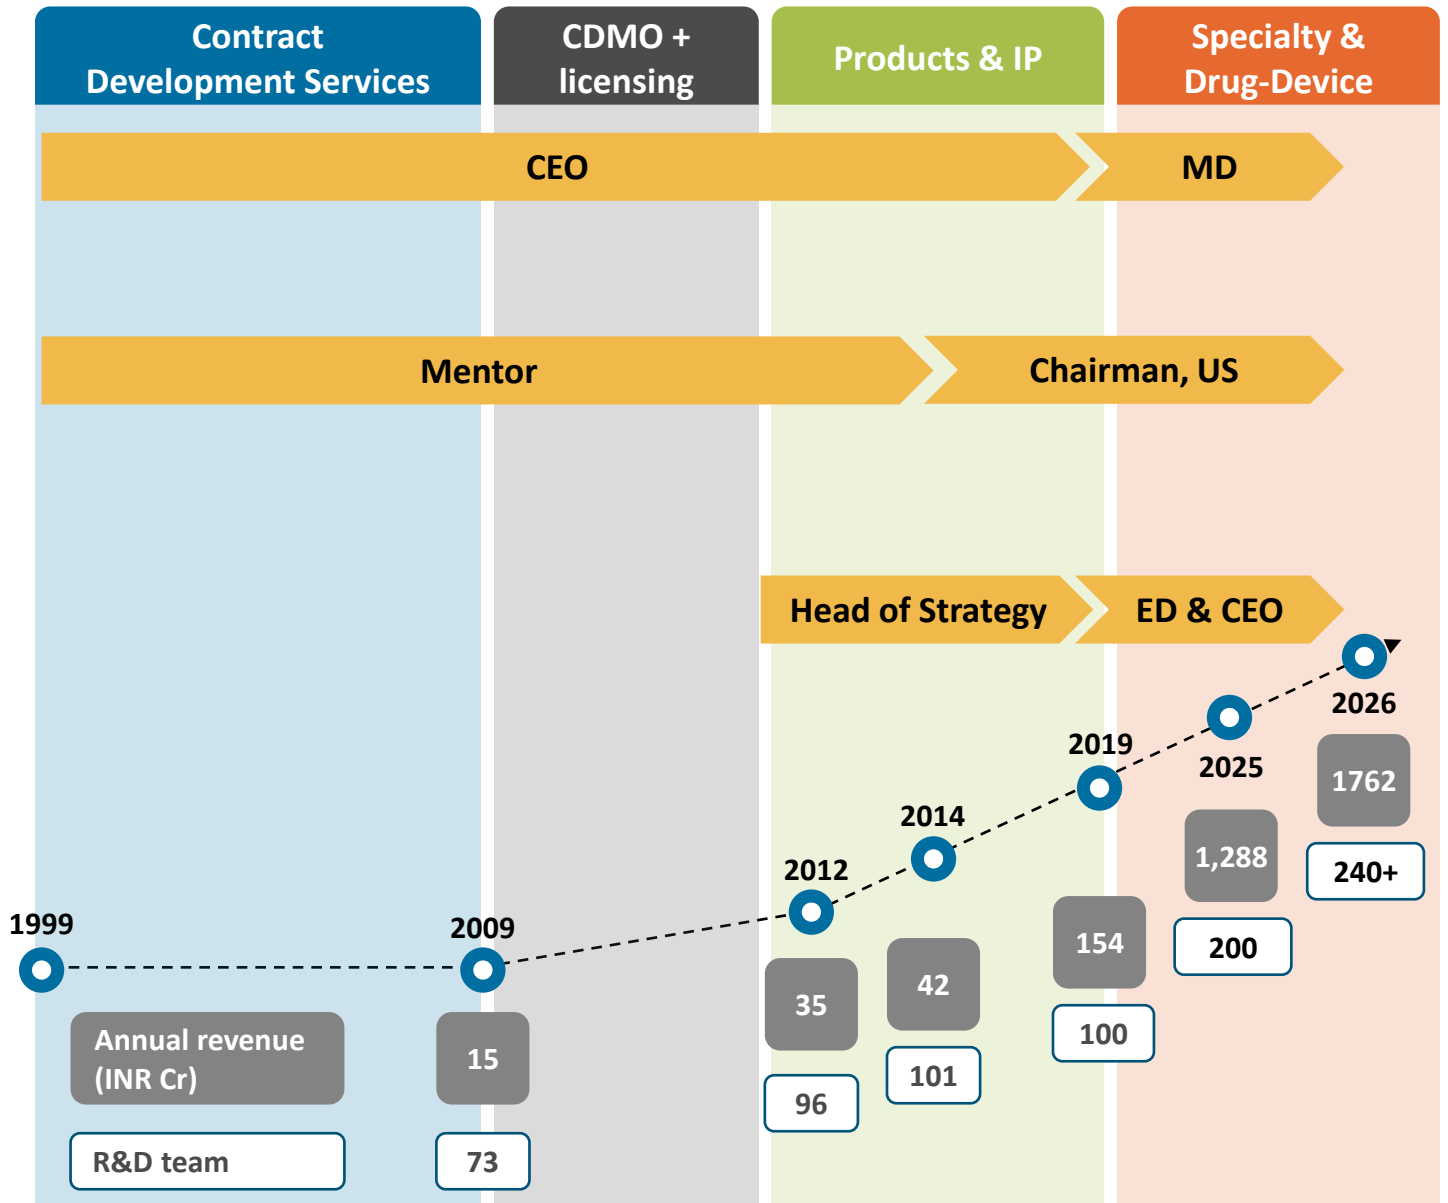 Contract
Development Services
CDMO +
licensing
Products & IP
Specialty &
Drug-Device
CEO
MD
Mentor
Chairman, US
Head of Strategy
ED & CEO
1999
2009
2012
2014
2019
2025
2026
Annual revenue
(INR Cr)
15
35
42
154
1,288
1762
R&D team
73
96
101
100
200
240+